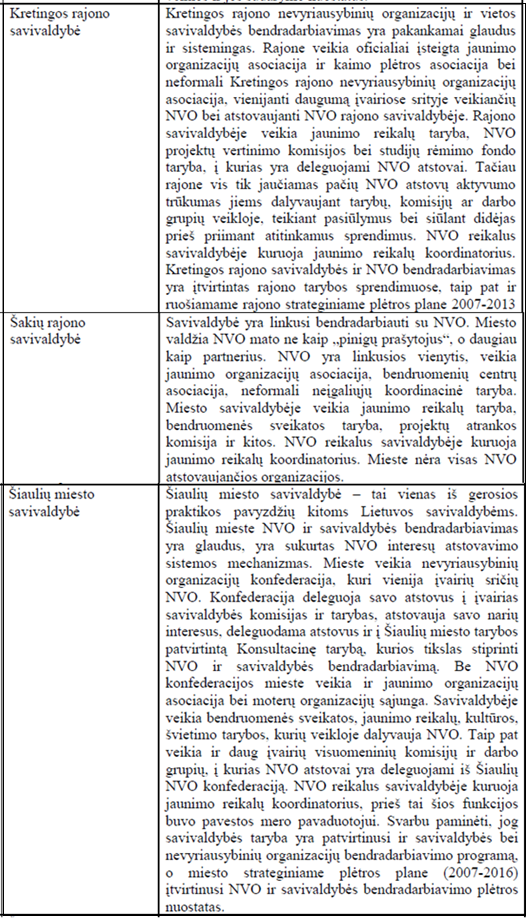 Kretingos rajono
savivaldybė
Kretingos rajono nevyriausybinių organizacijų ir vietos
savivaldybės bendradarbiavimas yra pakankamai glaudus
ir sistemingas. Rajone veikia oficialiai įsteigta jaunimo
organizacijų asociacija ir kaimo plėtros asociacija bei
neformali Kretingos rajono nevyriausybinių organizacijų
asociacija, vienijanti daugumą įvairiose srityje veikiančių
NVO bei atstovaujanti NVO rajono savivaldybėje. Rajono
savivaldybėje veikia jaunimo reikalų taryba, NVO
projektų vertinimo komisijos bei studijų rėmimo fondo
taryba, į kurias yra deleguojami NVO atstovai. Tačiau
rajone vis tik jaučiamas pačių NVO atstovų aktyvumo
trūkumas jiems dalyvaujant tarybų, komisijų ar darbo
grupių veikloje, teikiant pasiūlymus bei siūlant didėjas
prieš priimant atitinkamus sprendimus. NVO reikalus
savivaldybėje kuruoja jaunimo reikalų koordinatorius.
Kretingos rajono savivaldybės ir NVO bendradarbiavimas
yra įtvirtintas rajono tarybos sprendimuose, taip pat ir
ruošiamame rajono strateginiame plėtros plane 2007-2013
Šakių rajono
savivaldybė
Savivaldybė yra linkusi bendradarbiauti su NVO. Miesto
valdžia NVO mato ne kaip „pinigų prašytojus“, o daugiau
kaip partnerius. NVO yra linkusios vienytis, veikia
jaunimo organizacijų asociacija, bendruomenių centrų
asociacija, neformali neįgaliųjų koordinacinė taryba.
Miesto savivaldybėje veikia jaunimo reikalų taryba,
bendruomenės sveikatos taryba, projektų atrankos
komisija ir kitos. NVO reikalus savivaldybėje kuruoja
jaunimo reikalų koordinatorius. Mieste nėra visas NVO
atstovaujančios organizacijos.
Šiaulių miesto
savivaldybė
Šiaulių miesto savivaldybė – tai vienas iš gerosios
praktikos pavyzdžių kitoms Lietuvos savivaldybėms.
Šiaulių mieste NVO ir savivaldybės bendradarbiavimas
yra glaudus, yra sukurtas NVO interesų atstovavimo
sistemos mechanizmas. Mieste veikia nevyriausybinių
organizacijų konfederacija, kuri vienija įvairių sričių
NVO. Konfederacija deleguoja savo atstovus į įvairias
savivaldybės komisijas ir tarybas, atstovauja savo narių
interesus, deleguodama atstovus ir į Šiaulių miesto tarybos
patvirtintą Konsultacinę tarybą, kurios tikslas stiprinti
NVO ir savivaldybės bendradarbiavimą. Be NVO
konfederacijos mieste veikia ir jaunimo organizacijų
asociacija bei moterų organizacijų sąjunga. Savivaldybėje
veikia bendruomenės sveikatos, jaunimo reikalų, kultūros,
švietimo tarybos, kurių veikloje dalyvauja NVO. Taip pat
veikia ir daug įvairių visuomeninių komisijų ir darbo
grupių, į kurias NVO atstovai yra deleguojami iš Šiaulių
NVO konfederaciją. NVO reikalus savivaldybėje kuruoja
jaunimo reikalų koordinatorius, prieš tai šios funkcijos
buvo pavestos mero pavaduotojui. Svarbu paminėti, jog
savivaldybės taryba yra patvirtinusi ir savivaldybės bei
nevyriausybinių organizacijų bendradarbiavimo programą,
o miesto strateginiame plėtros plane (2007-2016)
įtvirtinusi NVO ir savivaldybės bendradarbiavimo plėtros
nuostatas.